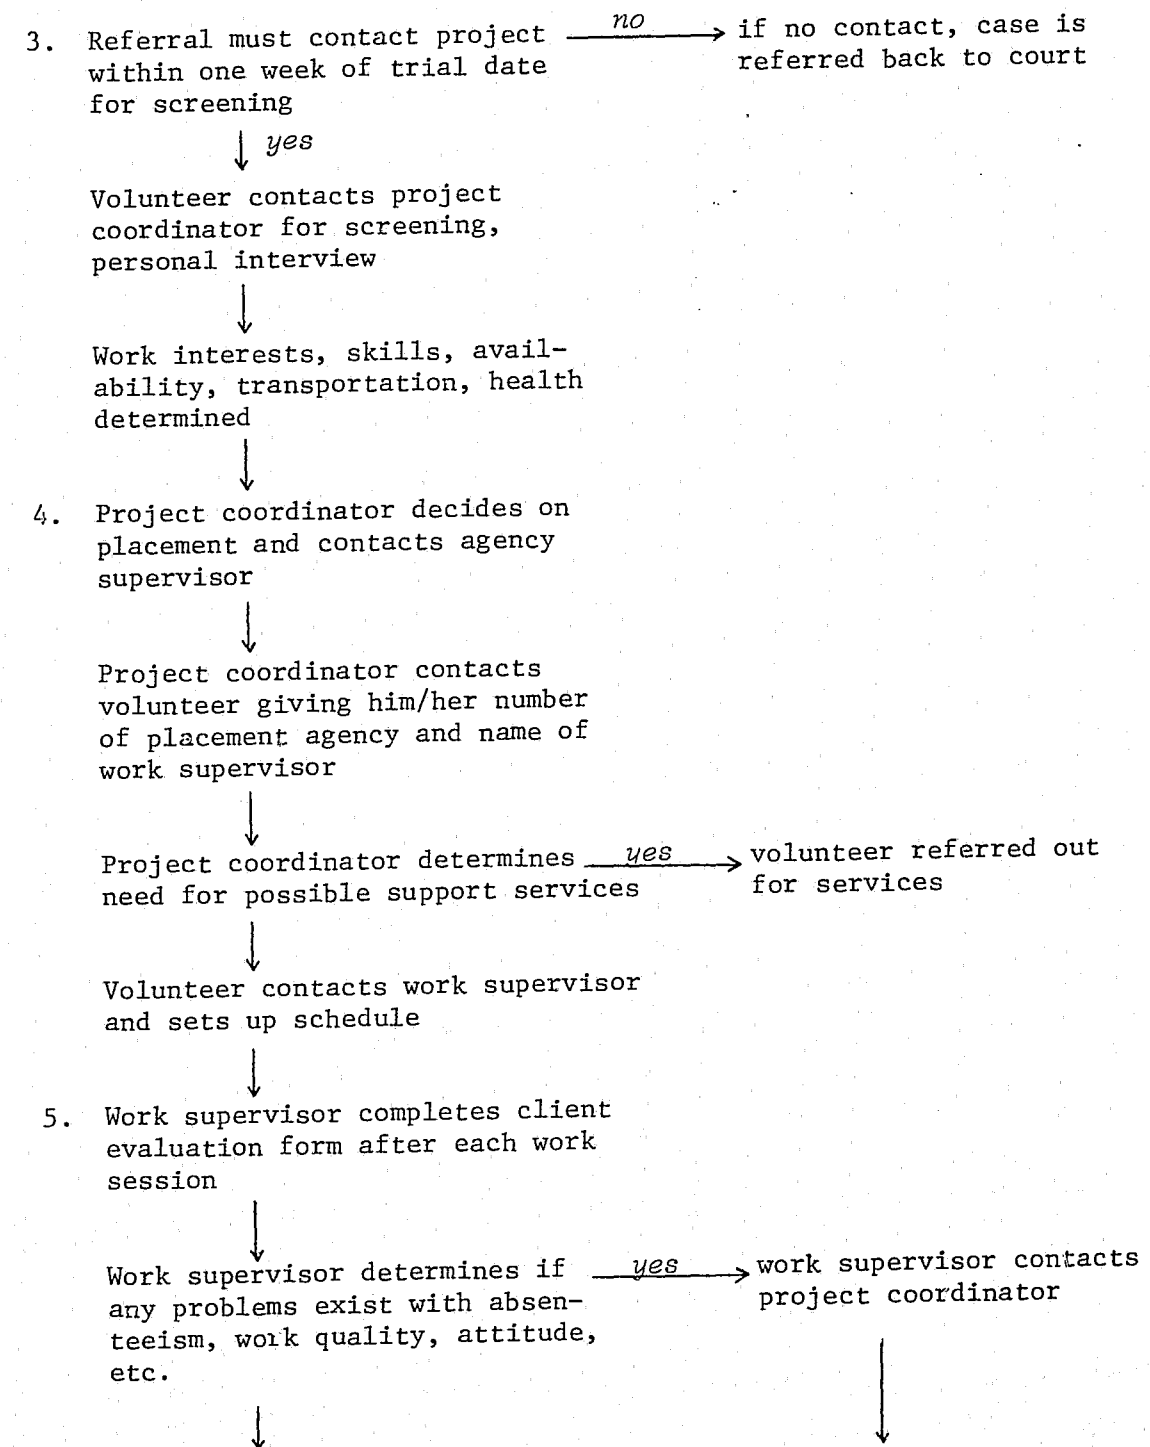 3. Referral must contact project
within one week of trial date
for screening
no
if no contact, case is
referred back to court
yes
Volunteer contacts project
coordinator for screening,
personal interview
Work interests, skills, avail-
ability, transportation, health
determined
4. Project coordinator decides on
placement and contacts agency
supervisor
Project coordinator contacts
volunteer giving him/her number
of placement agency and name of
work supervisor
Project coordinator determines
need for possible support services
yes
volunteer referred out
for services
Volunteer contacts work supervisor
and sets up schedule
5. Work supervisor completes client
evaluation form after each work
session
Work supervisor determines if
any problems exist with absen-
teeism, work quality, attitude,
etc.
yes
work supervisor contacts
project coordinator